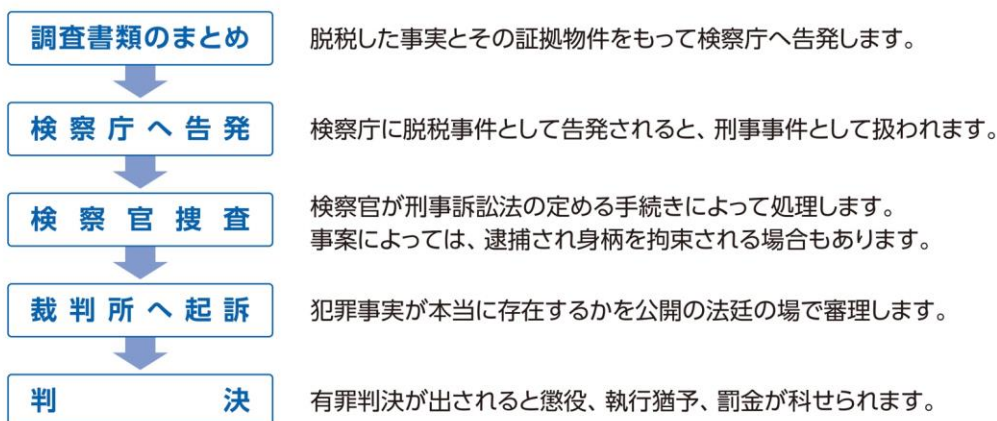 調査書類のまとめ
脱税した事実とその証拠物件をもって検察庁へ告発します。
検察庁へ告発
検察庁に脱税事件として告発されると、刑事事件として扱われます。
検察官捜査
検察官が刑事訴訟法の定める手続きによって処理します。
事案によっては、逮捕され身柄を拘束される場合もあります。
裁判所へ起訴
犯罪事実が本当に存在するかを公開の法廷の場で審理します。
判決
有罪判決が出されると懲役、執行猶予、罰金が科せられます。